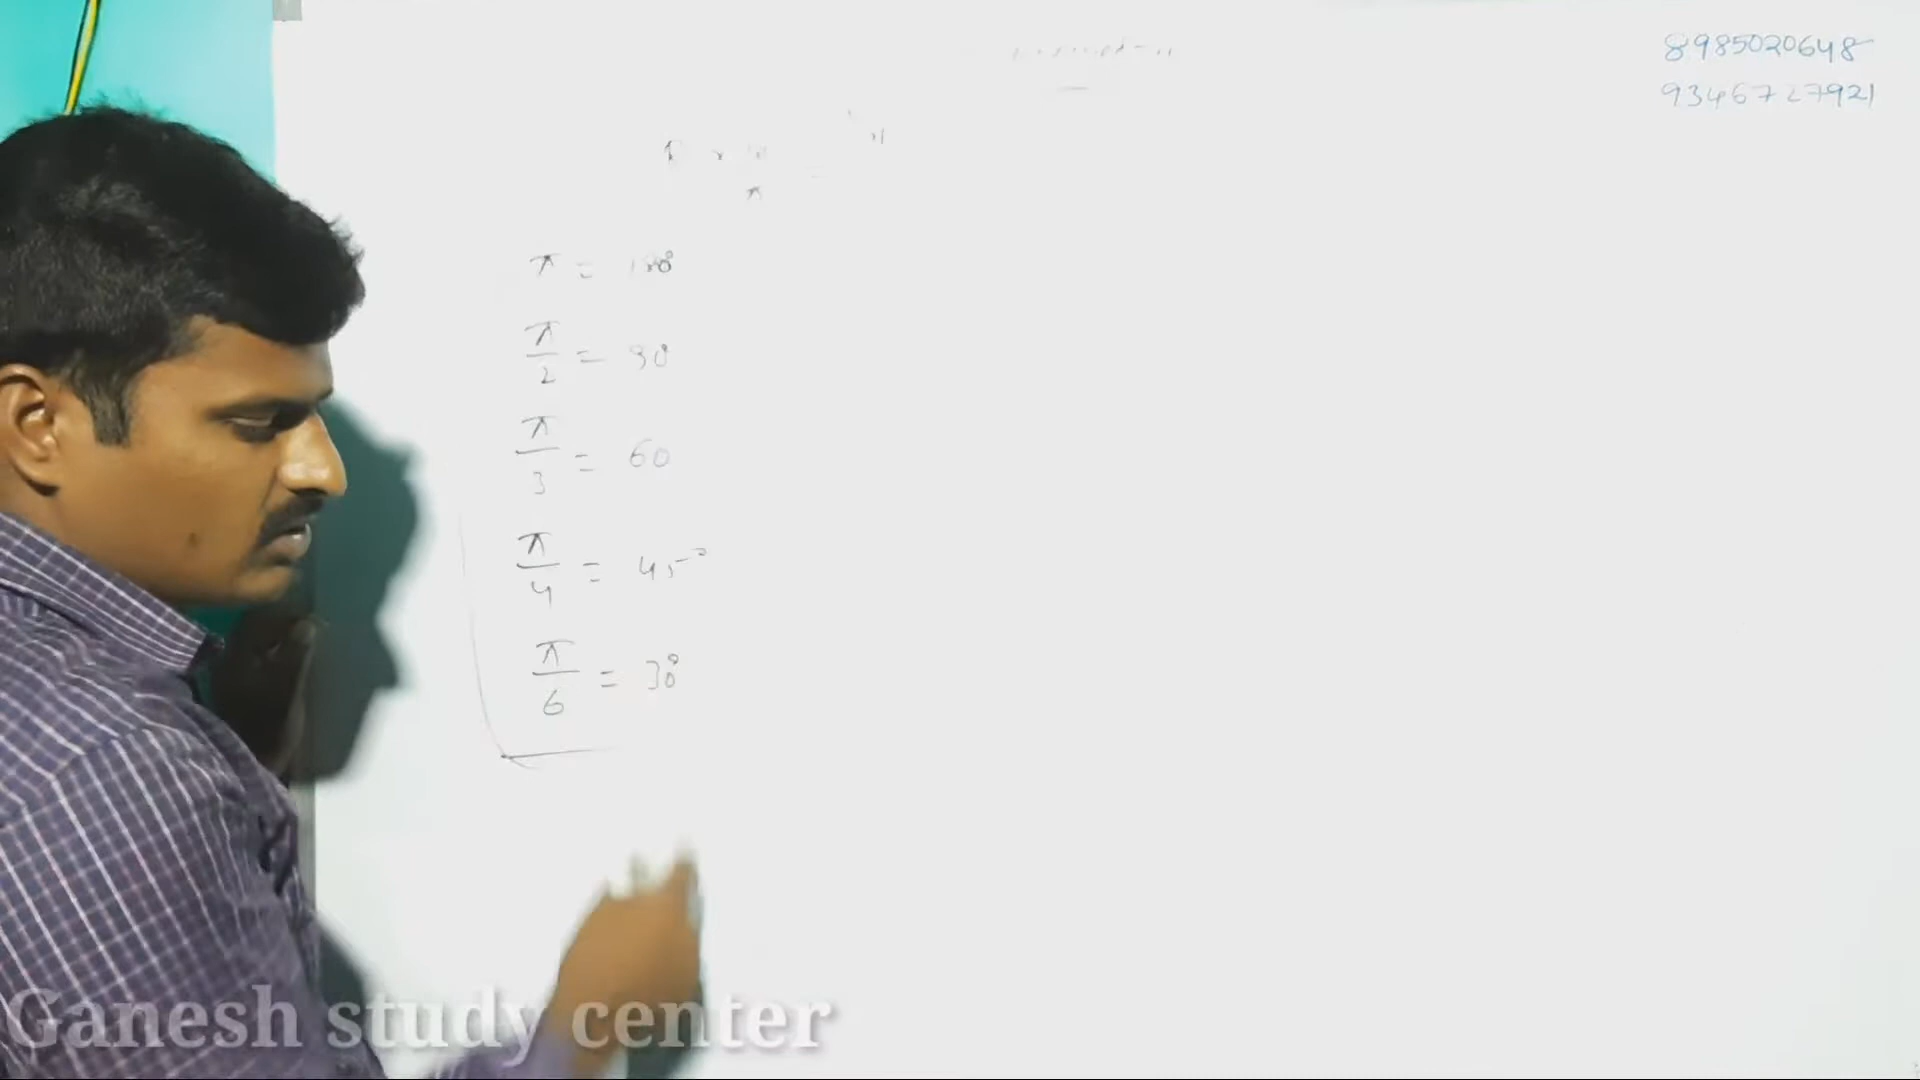 8985020648
9346727921
π = 180°
π/2 = 90
π/3 = 60
π/4 = 45°
π/6 = 30°
Ganesh study center